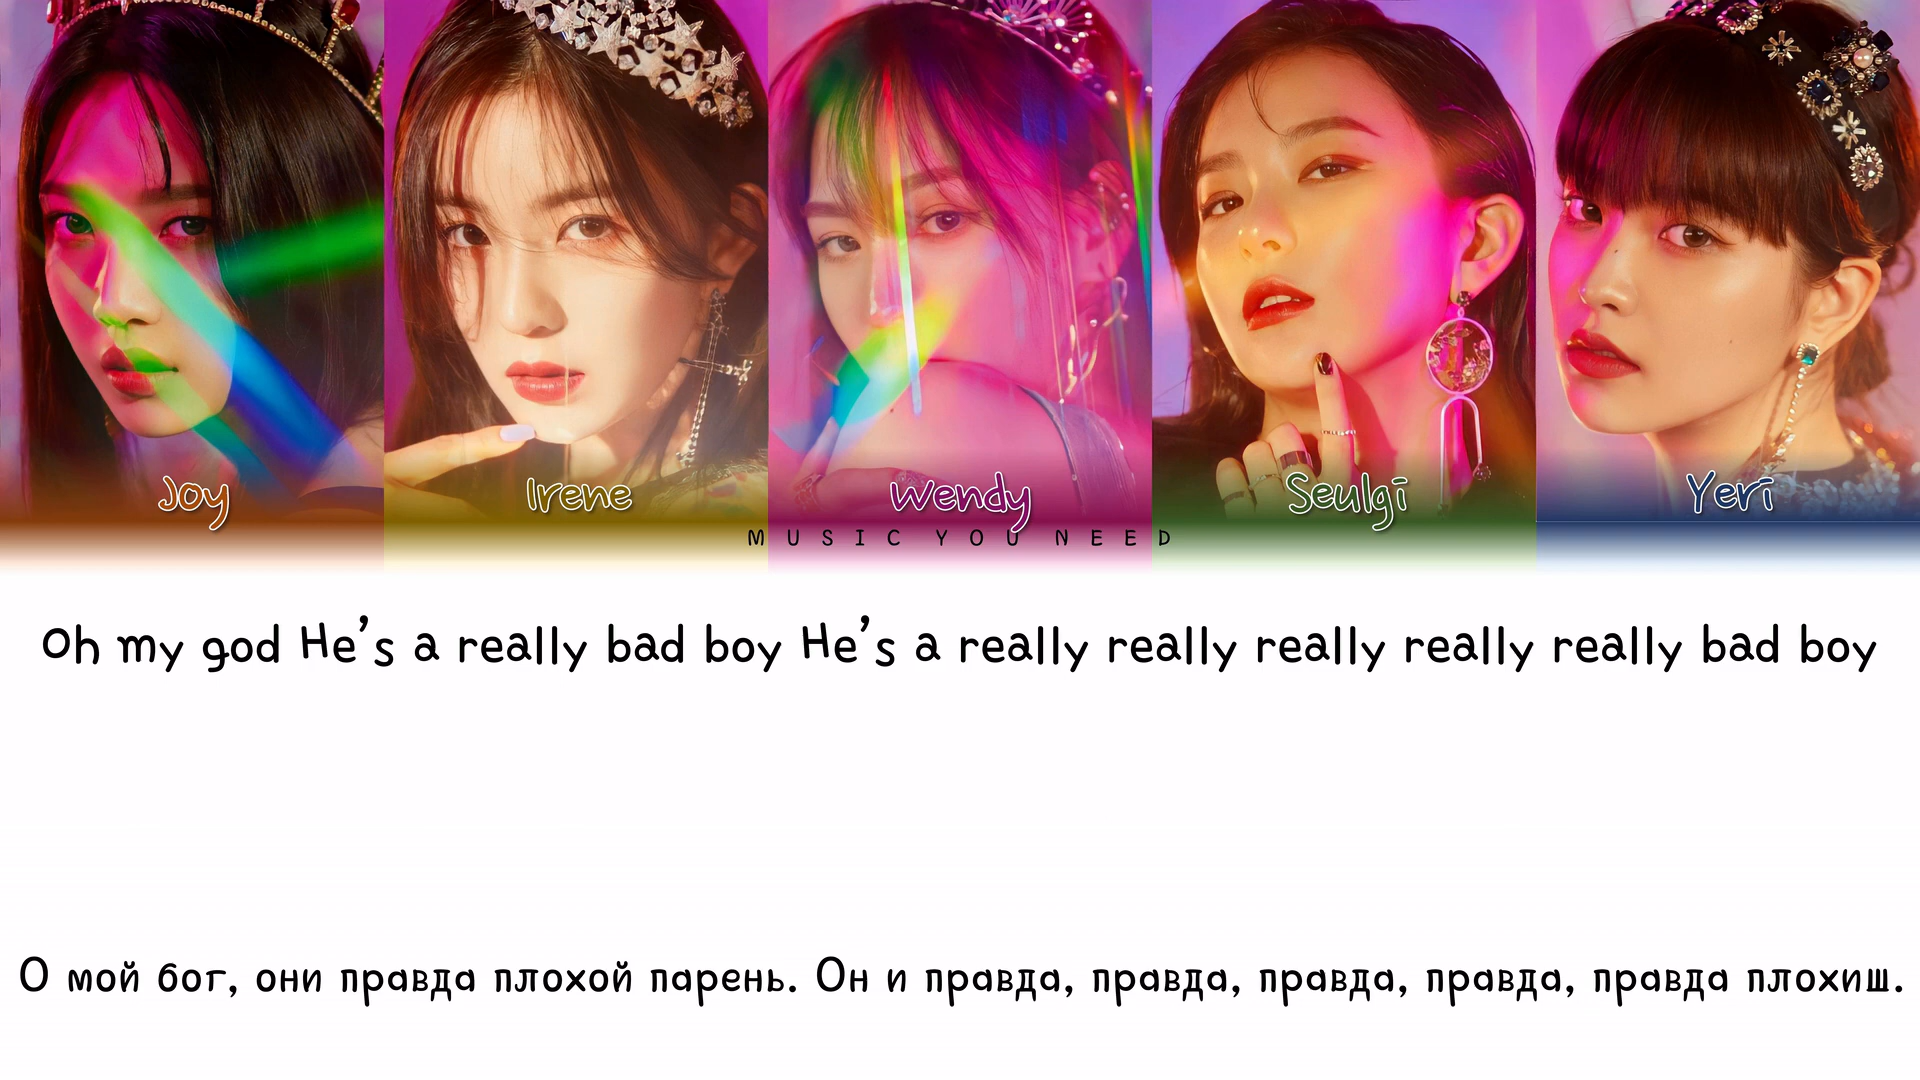 Joy
Irene
Wendy
Seulgi
Yeri
MUSIC YOU NEED
Oh my god He's a really bad boy He's a really really really really really bad boy
О мой бог, они правда плохой парень. Он и правда, правда, правда, правда, правда плохиш.